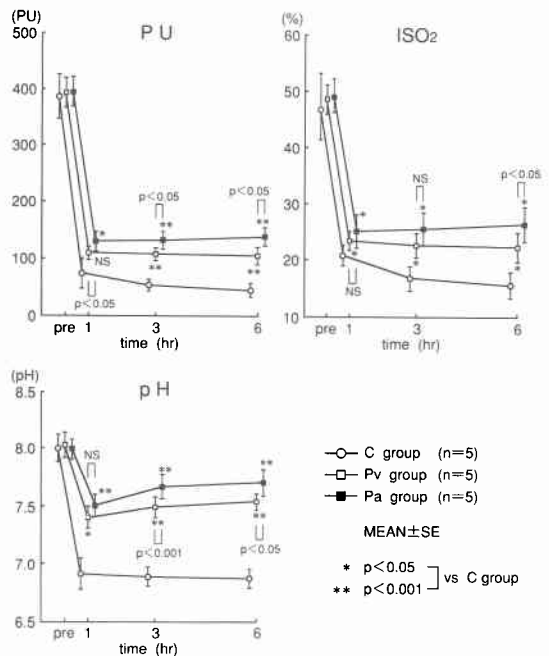 (PU)
P U
500
400
300
200
100
0
p<0.05
p<0.05
*
**
**
NS
**
**
p<0.05
pre 1 3 6
time (hr)
(%)
ISO2
60
50
40
30
20
10
NS
p<0.05
*
*
*
*
*
*
NS
pre 1 3 6
time (hr)
(pH)
p H
8.5
8.0
7.5
7.0
6.5
NS
**
**
**
*
**
**
p<0.001
p<0.05
pre 1 3 6
time (hr)
C group (n=5)
Pv group (n=5)
Pa group (n=5)
MEAN±SE
* p<0.05
** p<0.001
vs C group